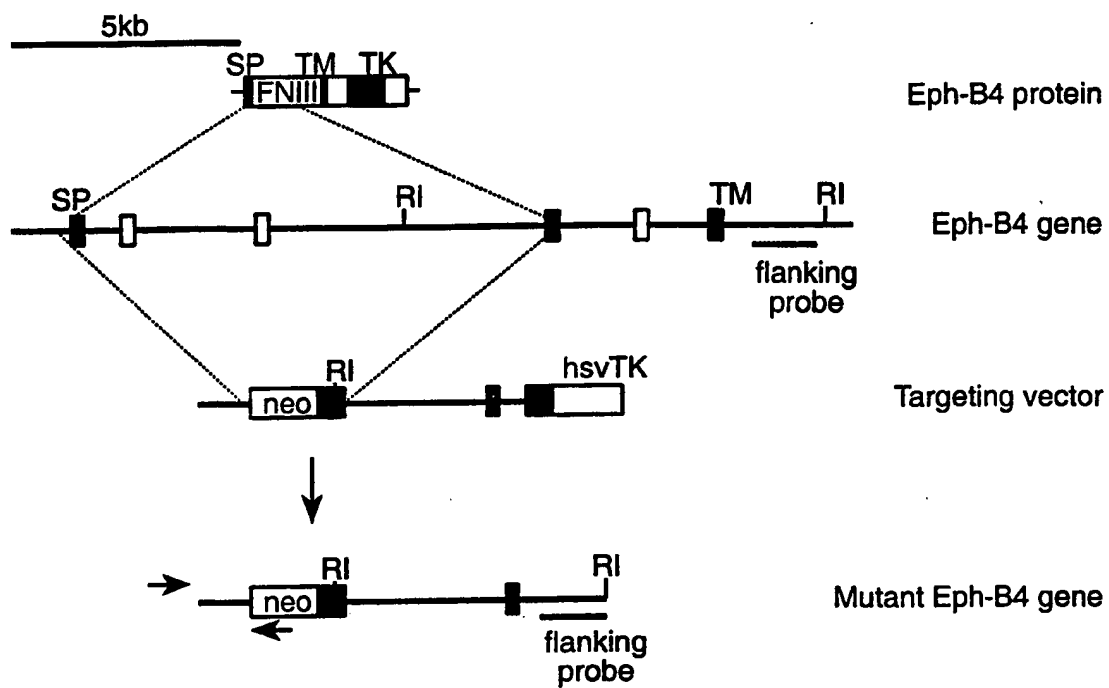 5kb
SP TM TK
FNIII
Eph-B4 protein
SP RI TM RI
Eph-B4 gene
flanking
probe
RI hsvTK
neo
Targeting vector
RI RI
neo
Mutant Eph-B4 gene
flanking
probe